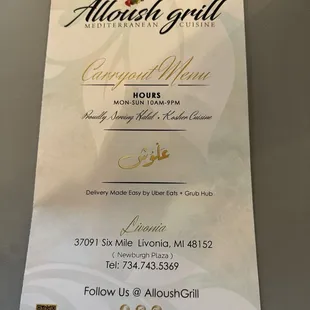 Alloush grill
MEDITERRANEAN CUISINE
Carryout Menu
HOURS
MON-SUN 10AM-9PM
Proudly Serving Halal • Kosher Cuisine
علّوش
Delivery Made Easy by Uber Eats • Grub Hub
Livonia
37091 Six Mile Livonia, MI 48152
( Newburgh Plaza )
Tel: 734.743.5369
Follow Us @ AlloushGrill